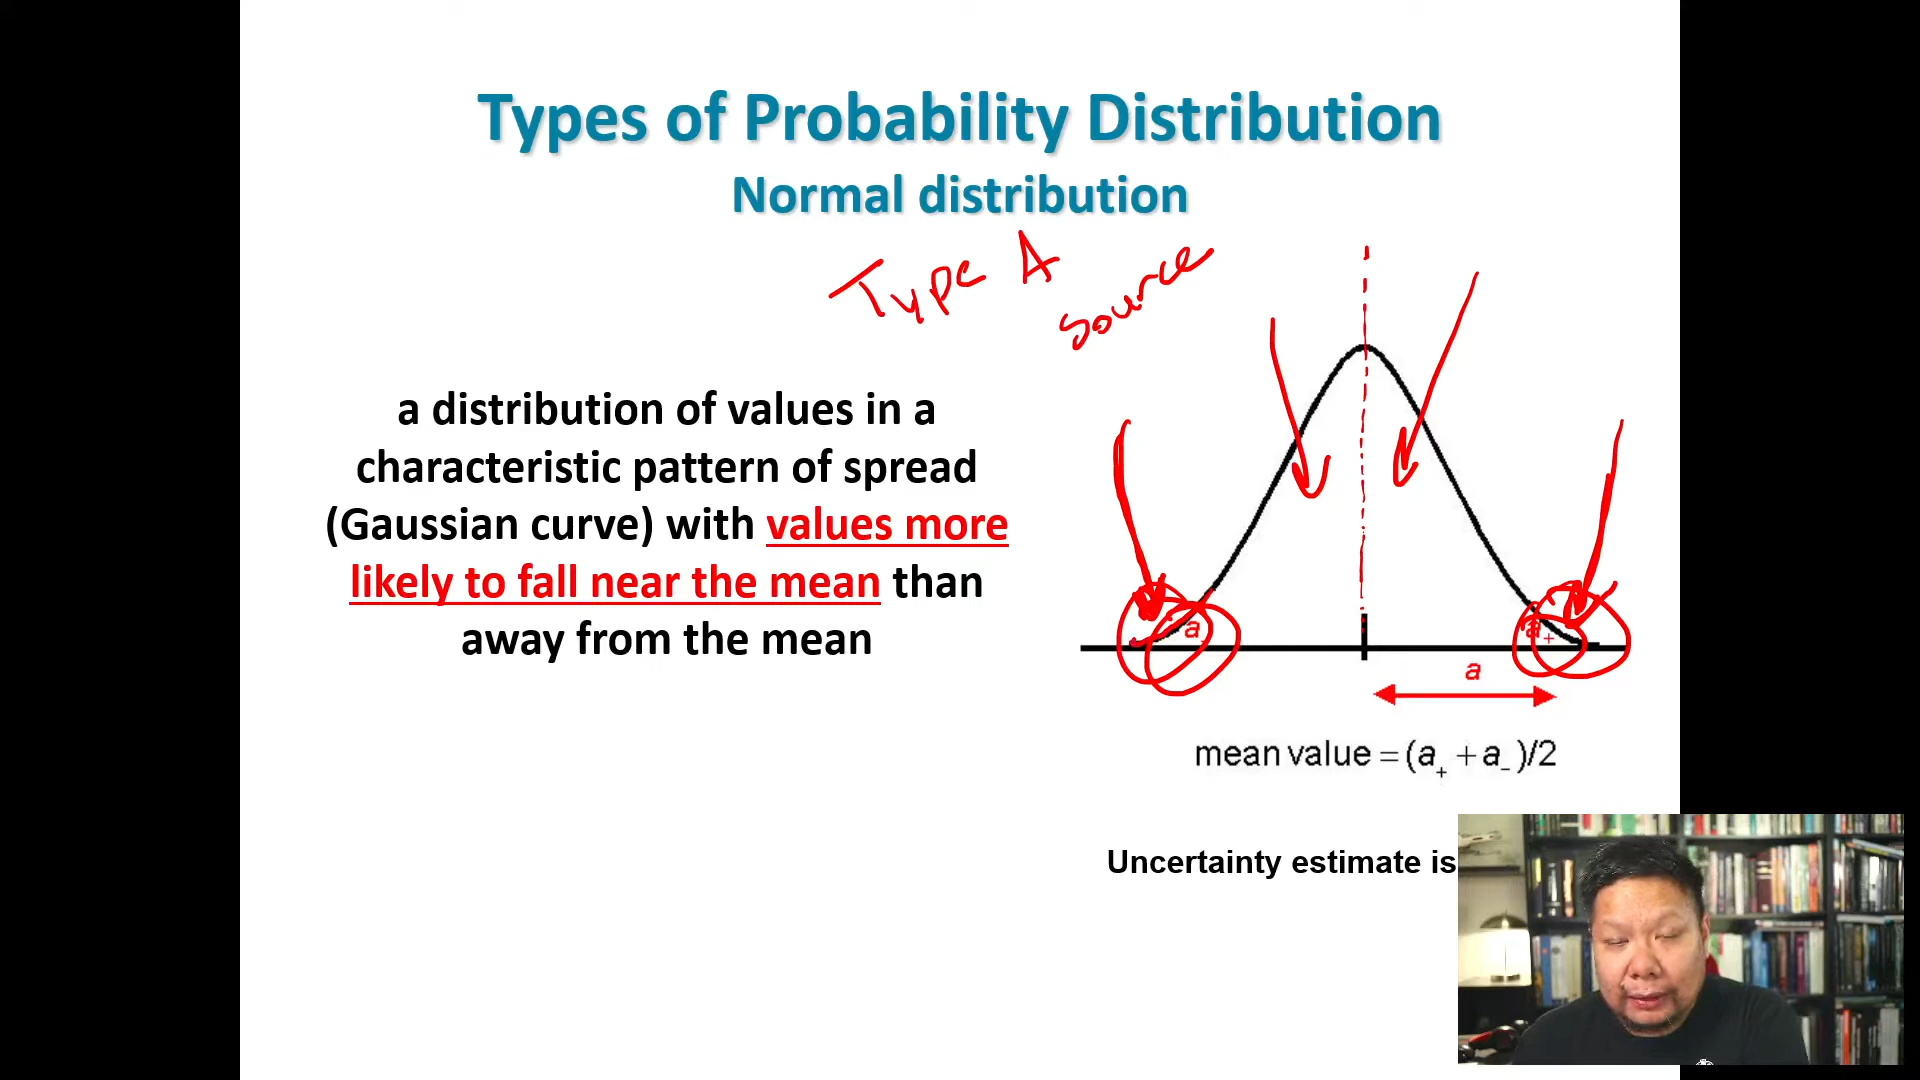 Types of Probability Distribution
Normal distribution
Type A
source
a distribution of values in a
characteristic pattern of spread
(Gaussian curve) with values more
likely to fall near the mean than
away from the mean
a
a+
a
mean value = (a+ + a−)/2
Uncertainty estimate is